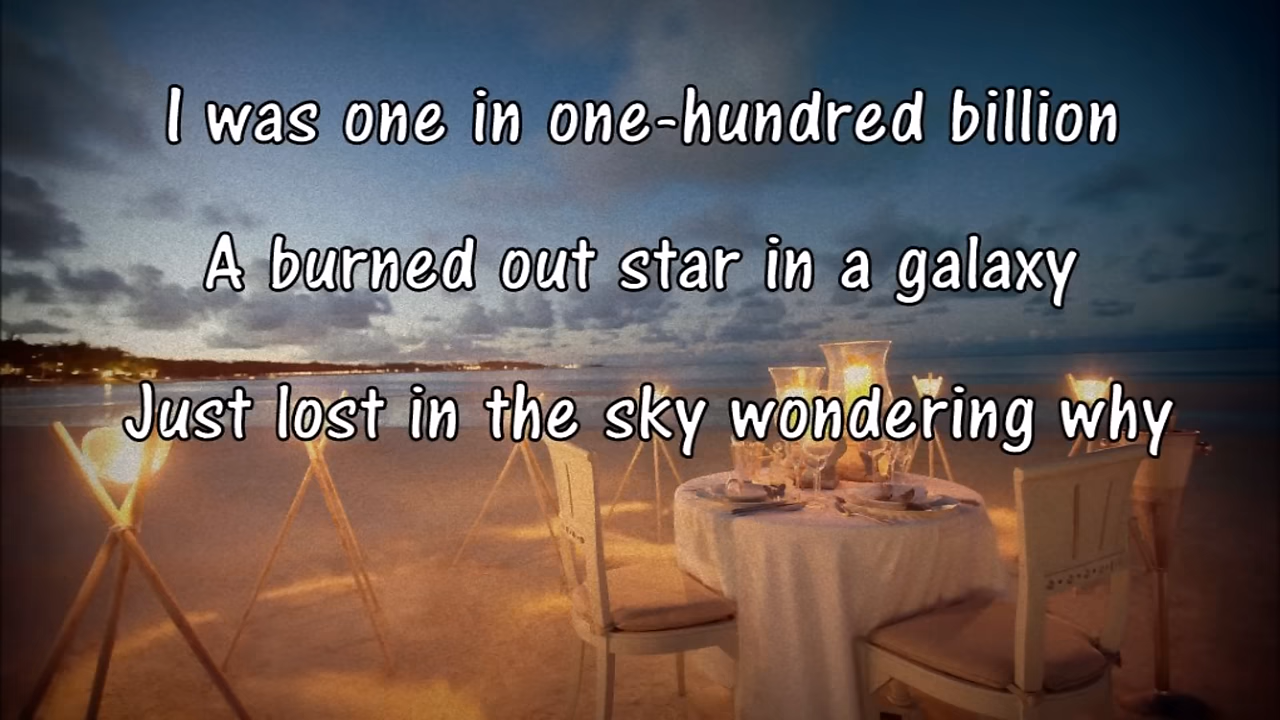 I was one in one-hundred billion
A burned out star in a galaxy
Just lost in the sky wondering why